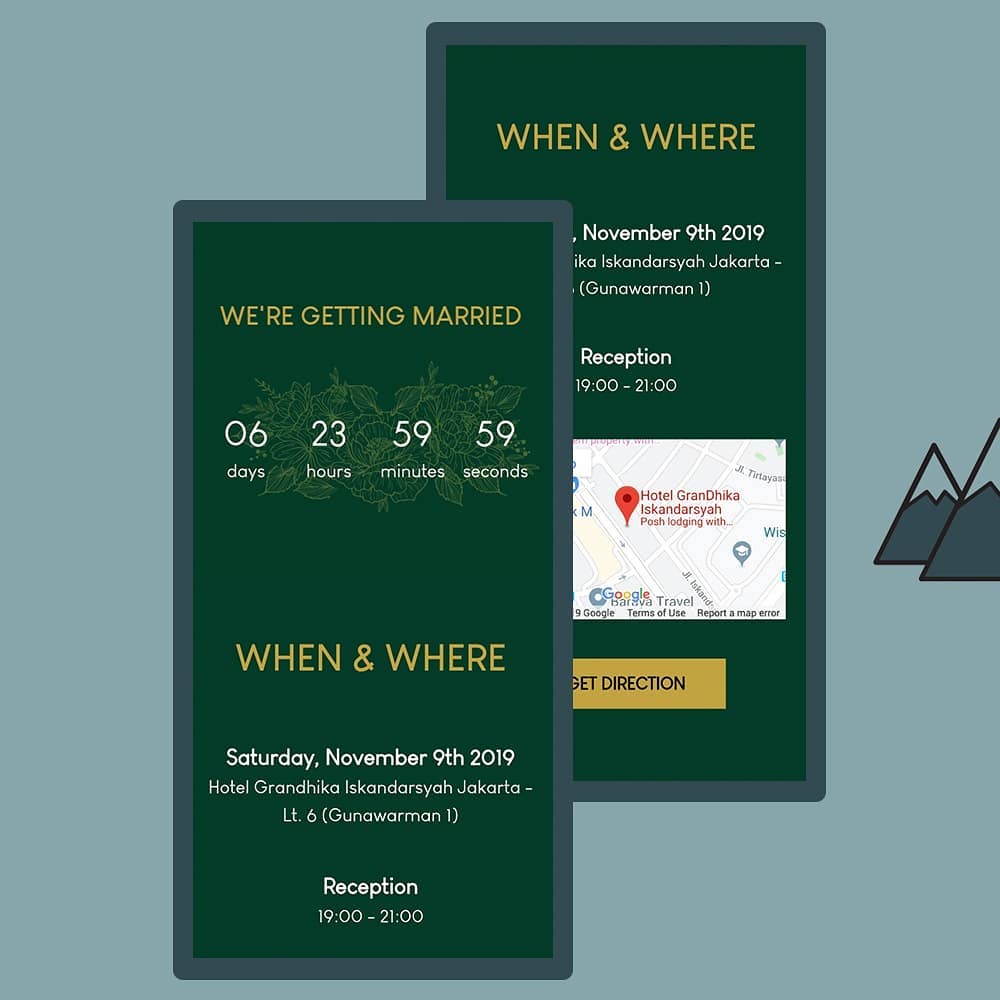 WE'RE GETTING MARRIED
06 23 59 59
days hours minutes seconds
WHEN & WHERE
Saturday, November 9th 2019
Hotel Grandhika Iskandarsyah Jakarta -
Lt. 6 (Gunawarman 1)
Reception
19:00 - 21:00
WHEN & WHERE
, November 9th 2019
ika Iskandarsyah Jakarta -
(Gunawarman 1)
Reception
19:00 - 21:00
property with...
Jl. Tirtayasa
Hotel GranDhika
Iskandarsyah
Posh lodging with...
k M
Wis
Jl. Iskandars
Google
Baraya Travel
9 Google Terms of Use Report a map error
GET DIRECTION